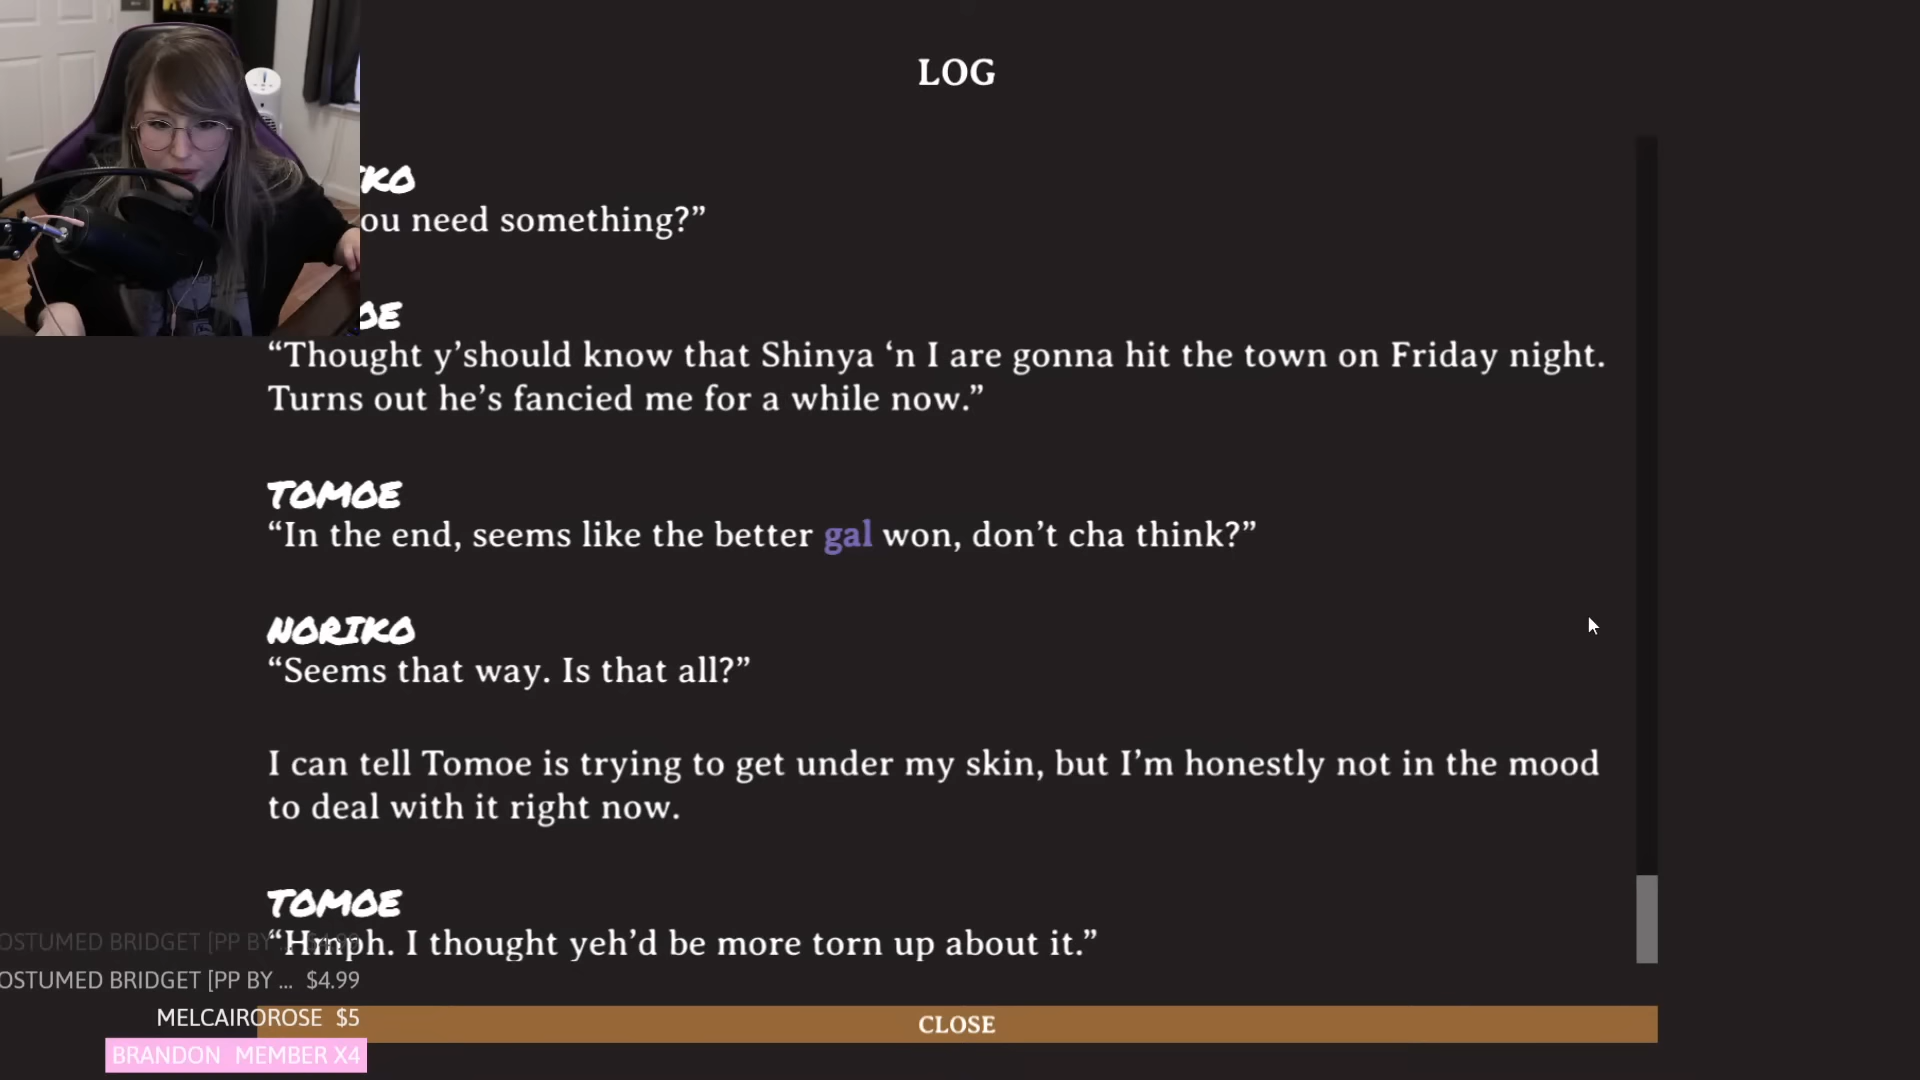 LOG
KO
ou need something?”
OE
“Thought y’should know that Shinya ‘n I are gonna hit the town on Friday night.
Turns out he’s fancied me for a while now.”
TOMOE
“In the end, seems like the better gal won, don’t cha think?”
NORIKO
“Seems that way. Is that all?”
I can tell Tomoe is trying to get under my skin, but I’m honestly not in the mood
to deal with it right now.
TOMOE
“Hmph. I thought yeh’d be more torn up about it.”
OSTUMED BRIDGET [PP BY ... $4.99
OSTUMED BRIDGET [PP BY ... $4.99
MELCAIROROSE $5
BRANDON MEMBER X4
CLOSE